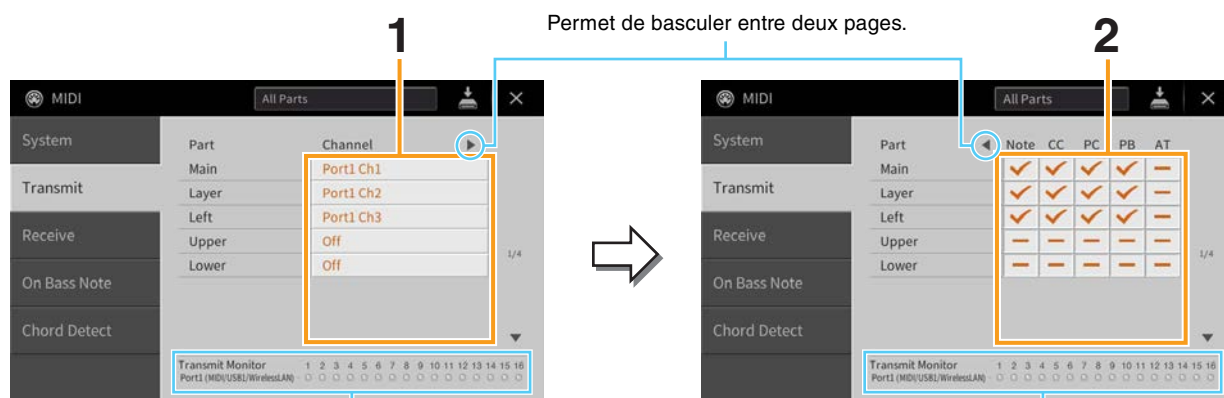 1
Permet de basculer entre deux pages.
2
MIDI
All Parts
System
Transmit
Receive
On Bass Note
Chord Detect
Part Channel
Main Port1 Ch1
Layer Port1 Ch2
Left Port1 Ch3
Upper Off
Lower Off
1/4
Transmit Monitor 1 2 3 4 5 6 7 8 9 10 11 12 13 14 15 16
Port1 (MIDI/USB1/WirelessLAN)
MIDI
All Parts
System
Transmit
Receive
On Bass Note
Chord Detect
Part Note CC PC PB AT
Main
Layer
Left
Upper
Lower
1/4
Transmit Monitor 1 2 3 4 5 6 7 8 9 10 11 12 13 14 15 16
Port1 (MIDI/USB1/WirelessLAN)